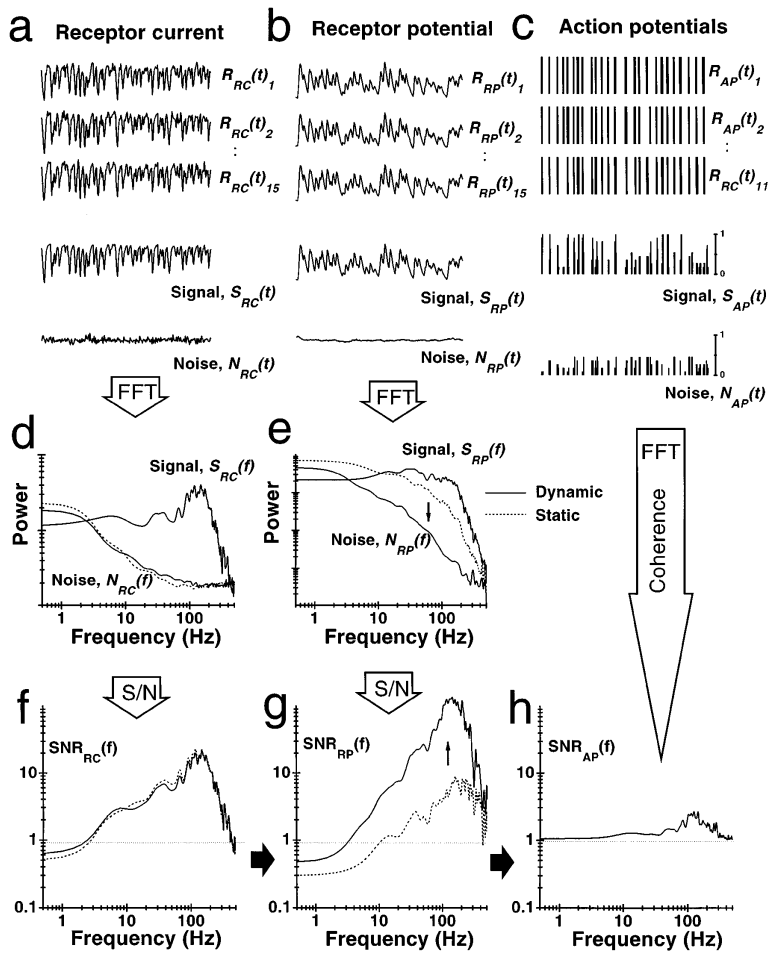 a Receptor current
b Receptor potential
c Action potentials
R_RC(t)_1
R_RC(t)_2
:
R_RC(t)_15
R_RP(t)_1
R_RP(t)_2
:
R_RP(t)_15
R_AP(t)_1
R_AP(t)_2
:
R_RC(t)_11
Signal, S_RC(t)
Signal, S_RP(t)
1
0
Signal, S_AP(t)
Noise, N_RC(t)
Noise, N_RP(t)
1
0
Noise, N_AP(t)
FFT
FFT
FFT
Coherence
d
Power
Signal, S_RC(f)
Noise, N_RC(f)
1 10 100
Frequency (Hz)
e
Power
Signal, S_RP(f)
Noise, N_RP(f)
1 10 100
Frequency (Hz)
Dynamic
Static
S/N
S/N
f
SNR_RC(f)
10
1
0.1
1 10 100
Frequency (Hz)
g
SNR_RP(f)
10
1
0.1
1 10 100
Frequency (Hz)
h
SNR_AP(f)
10
1
0.1
1 10 100
Frequency (Hz)